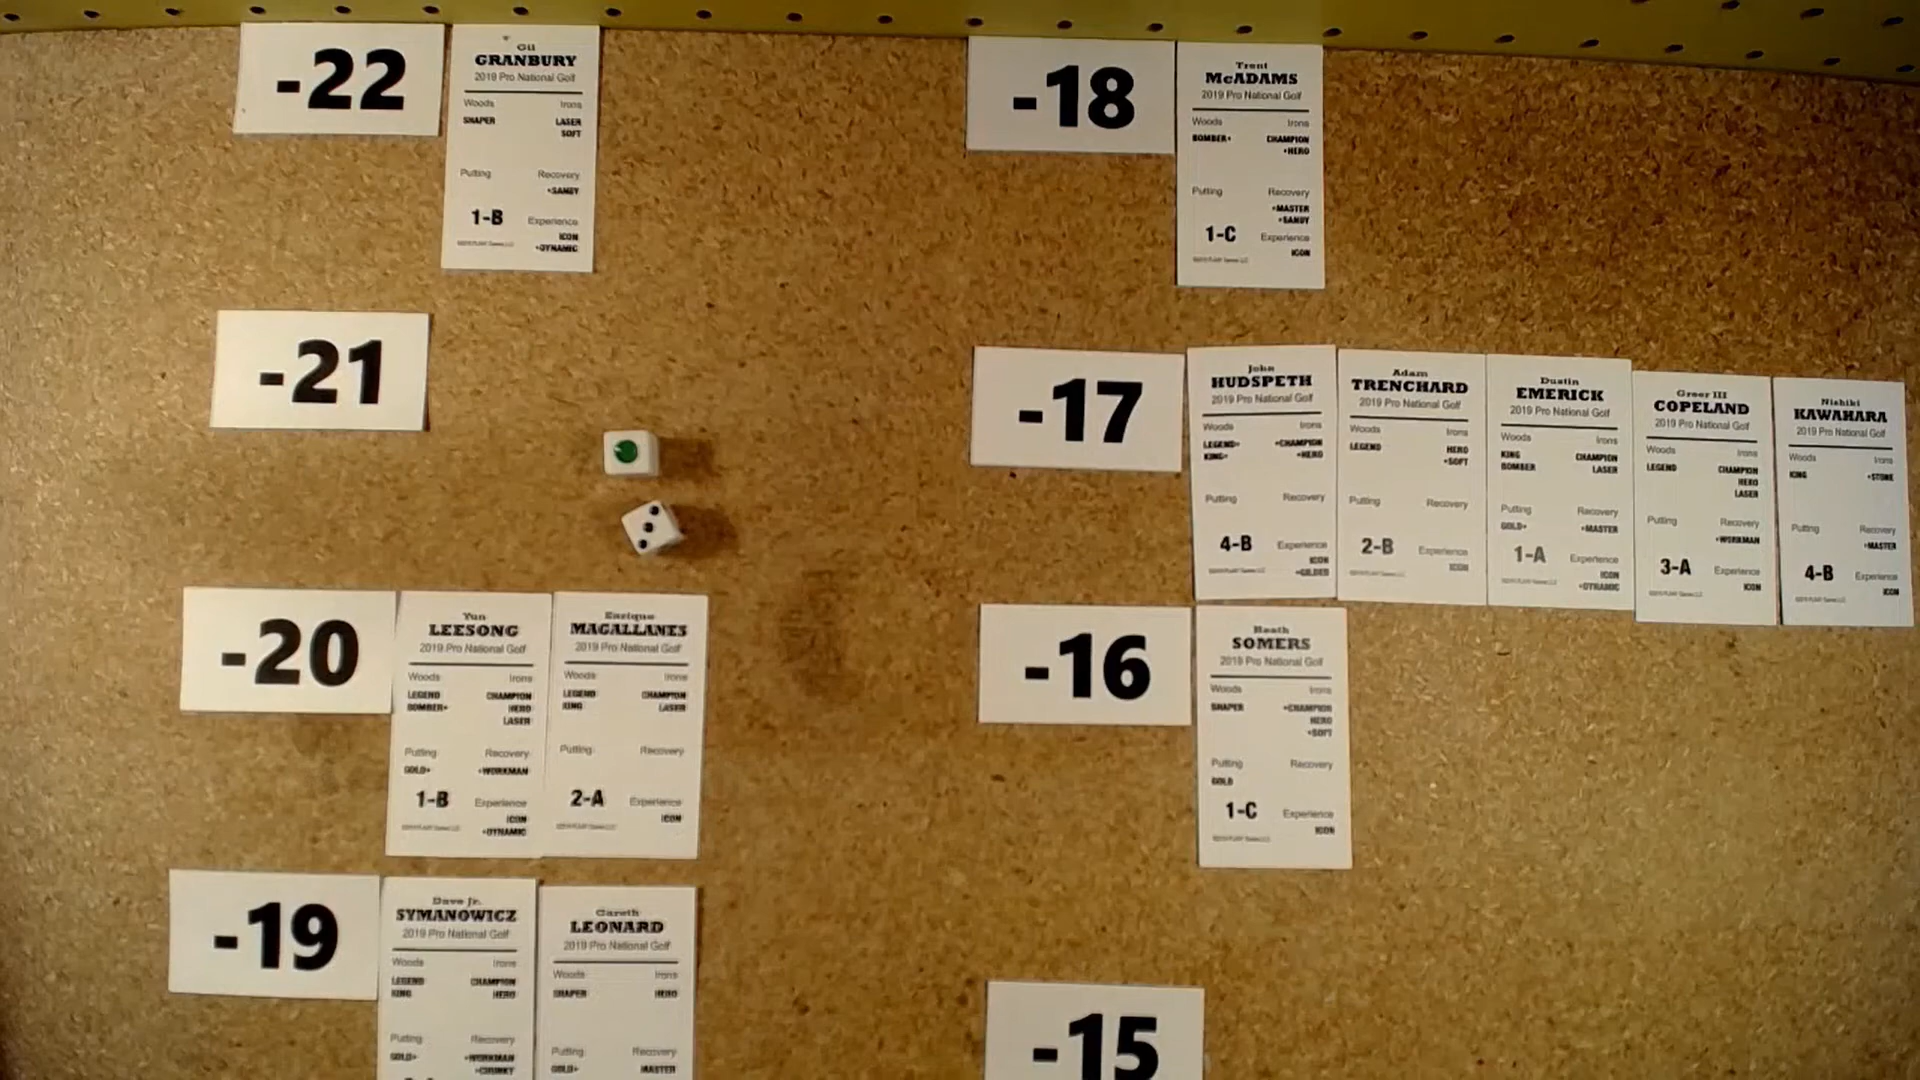 -22
Gil
GRANBURY
2019 Pro National Golf
Woods Irons
SHAPER LASER
SOFT
Putting Recovery
+SANDY
1-B Experience
ICON
+DYNAMIC
-21
-20
Yun
LEESONG
2019 Pro National Golf
Woods Irons
LEGEND CHAMPION
BOMBER+ HERO
LASER
Putting Recovery
GOLD+ +WORKMAN
1-B Experience
ICON
+DYNAMIC
Enrique
MAGALLANES
2019 Pro National Golf
Woods Irons
LEGEND CHAMPION
KING LASER
Putting Recovery
2-A Experience
ICON
-19
Dave Jr.
SYMANOWICZ
2019 Pro National Golf
Woods Irons
LEGEND CHAMPION
KING HERO
Putting Recovery
GOLD+ +WORKMAN
Gareth
LEONARD
2019 Pro National Golf
Woods Irons
SHAPER HERO
Putting Recovery
GOLD+ MASTER
-18
Trent
McADAMS
2019 Pro National Golf
Woods Irons
BOMBER+ CHAMPION
+HERO
Putting Recovery
+MASTER
+SANDY
1-C Experience
ICON
-17
John
HUDSPETH
2019 Pro National Golf
Woods Irons
LEGEND+ +CHAMPION
KING+ +HERO
Putting Recovery
4-B Experience
ICON
Adam
TRENCHARD
2019 Pro National Golf
Woods Irons
LEGEND HERO
+SOFT
Putting Recovery
2-B Experience
ICON
Dustin
EMERICK
2019 Pro National Golf
Woods Irons
KING CHAMPION
BOMBER LASER
Putting Recovery
GOLD+ +MASTER
1-A Experience
ICON
+DYNAMIC
Greer III
COPELAND
2019 Pro National Golf
Woods Irons
LEGEND CHAMPION
HERO
LASER
Putting Recovery
+WORKMAN
3-A Experience
ICON
Nishiki
KAWAHARA
2019 Pro National Golf
Woods Irons
KING +STONE
Putting Recovery
+MASTER
4-B Experience
ICON
-16
Heath
SOMERS
2019 Pro National Golf
Woods Irons
SHAPER +CHAMPION
HERO
+SOFT
Putting Recovery
GOLD
1-C Experience
ICON
-15